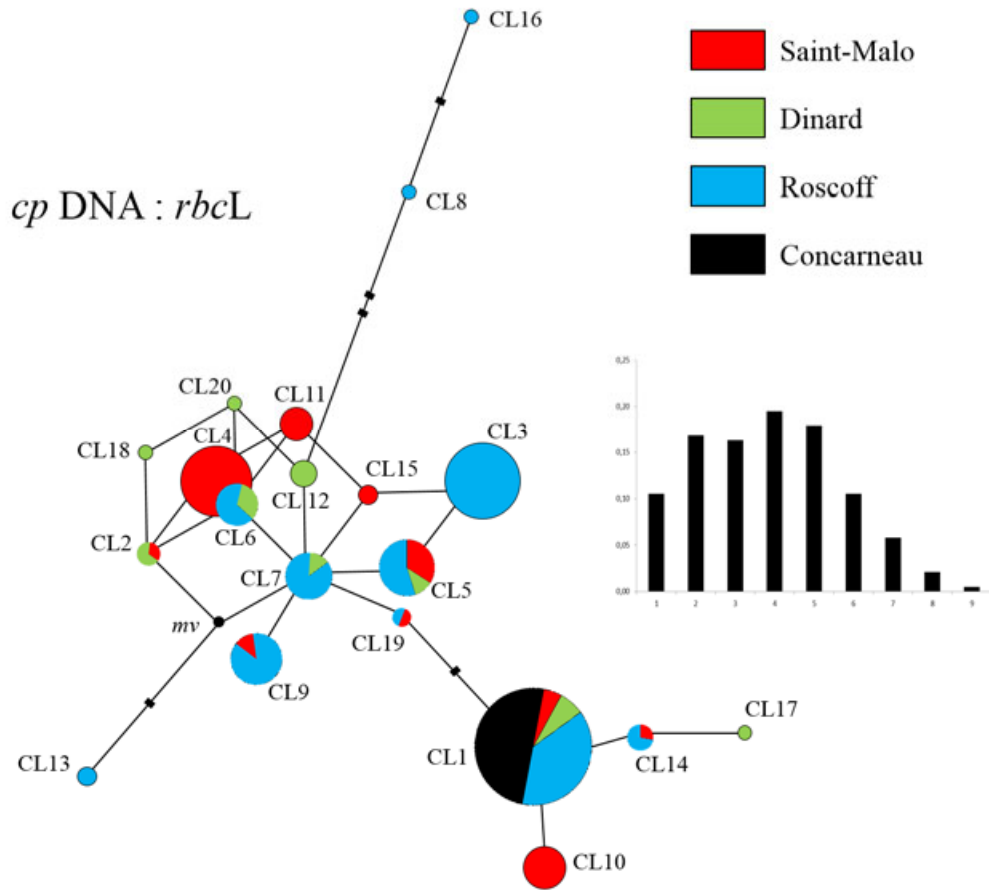 CL16
Saint-Malo
Dinard
cp DNA : rbcL
CL8
Roscoff
Concarneau
CL20
CL11
CL4
CL3
CL18
CL15
CL12
CL2
CL6
CL7
CL5
mv
CL19
CL9
CL1
CL17
CL14
CL13
CL10
0,25
0,20
0,15
0,10
0,05
0,00
1 2 3 4 5 6 7 8 9